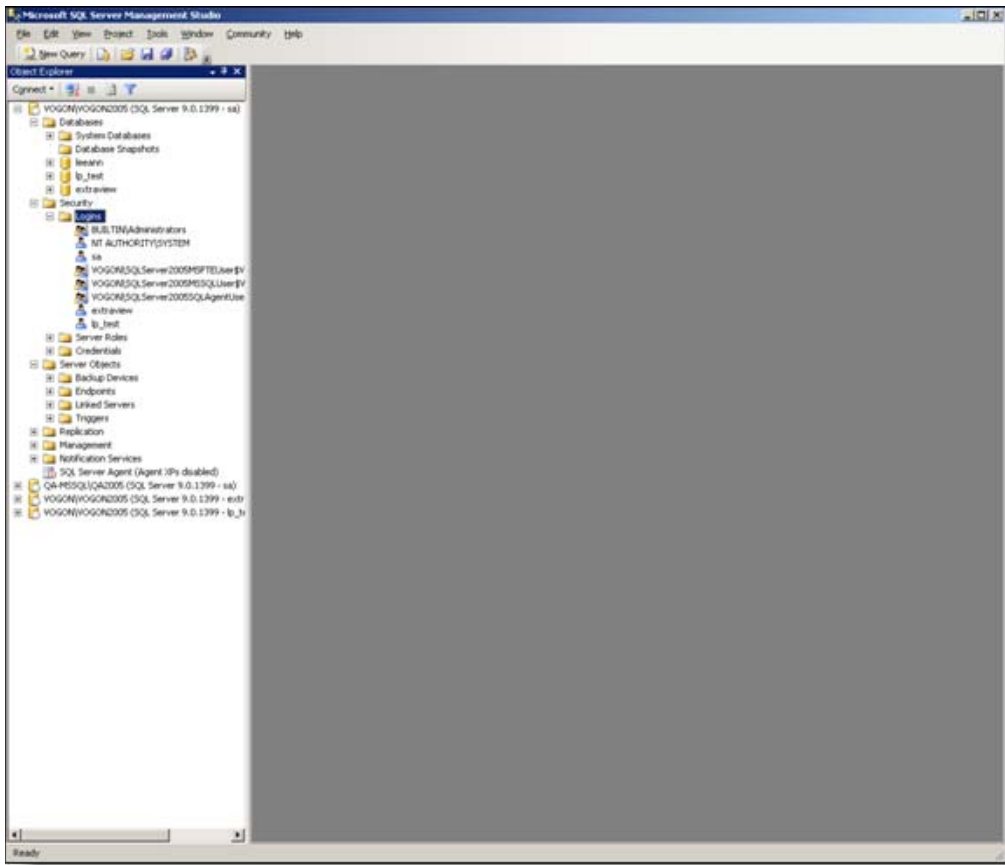 Microsoft SQL Server Management Studio
File Edit View Project Tools Window Community Help
New Query
Object Explorer
Connect
VOGON\VOGON2005 (SQL Server 9.0.1399 - sa)
Databases
System Databases
Database Snapshots
leeann
lp_test
extraview
Security
Logins
BUILTIN\Administrators
NT AUTHORITY\SYSTEM
sa
VOGON\SQLServer2005MSFTEUser$V
VOGON\SQLServer2005MSSQLUser$V
VOGON\SQLServer2005SQLAgentUse
extraview
lp_test
Server Roles
Credentials
Server Objects
Backup Devices
Endpoints
Linked Servers
Triggers
Replication
Management
Notification Services
SQL Server Agent (Agent XPs disabled)
QA-MSSQL\QA2005 (SQL Server 9.0.1399 - sa)
VOGON\VOGON2005 (SQL Server 9.0.1399 - extr
VOGON\VOGON2005 (SQL Server 9.0.1399 - lp_te
Ready